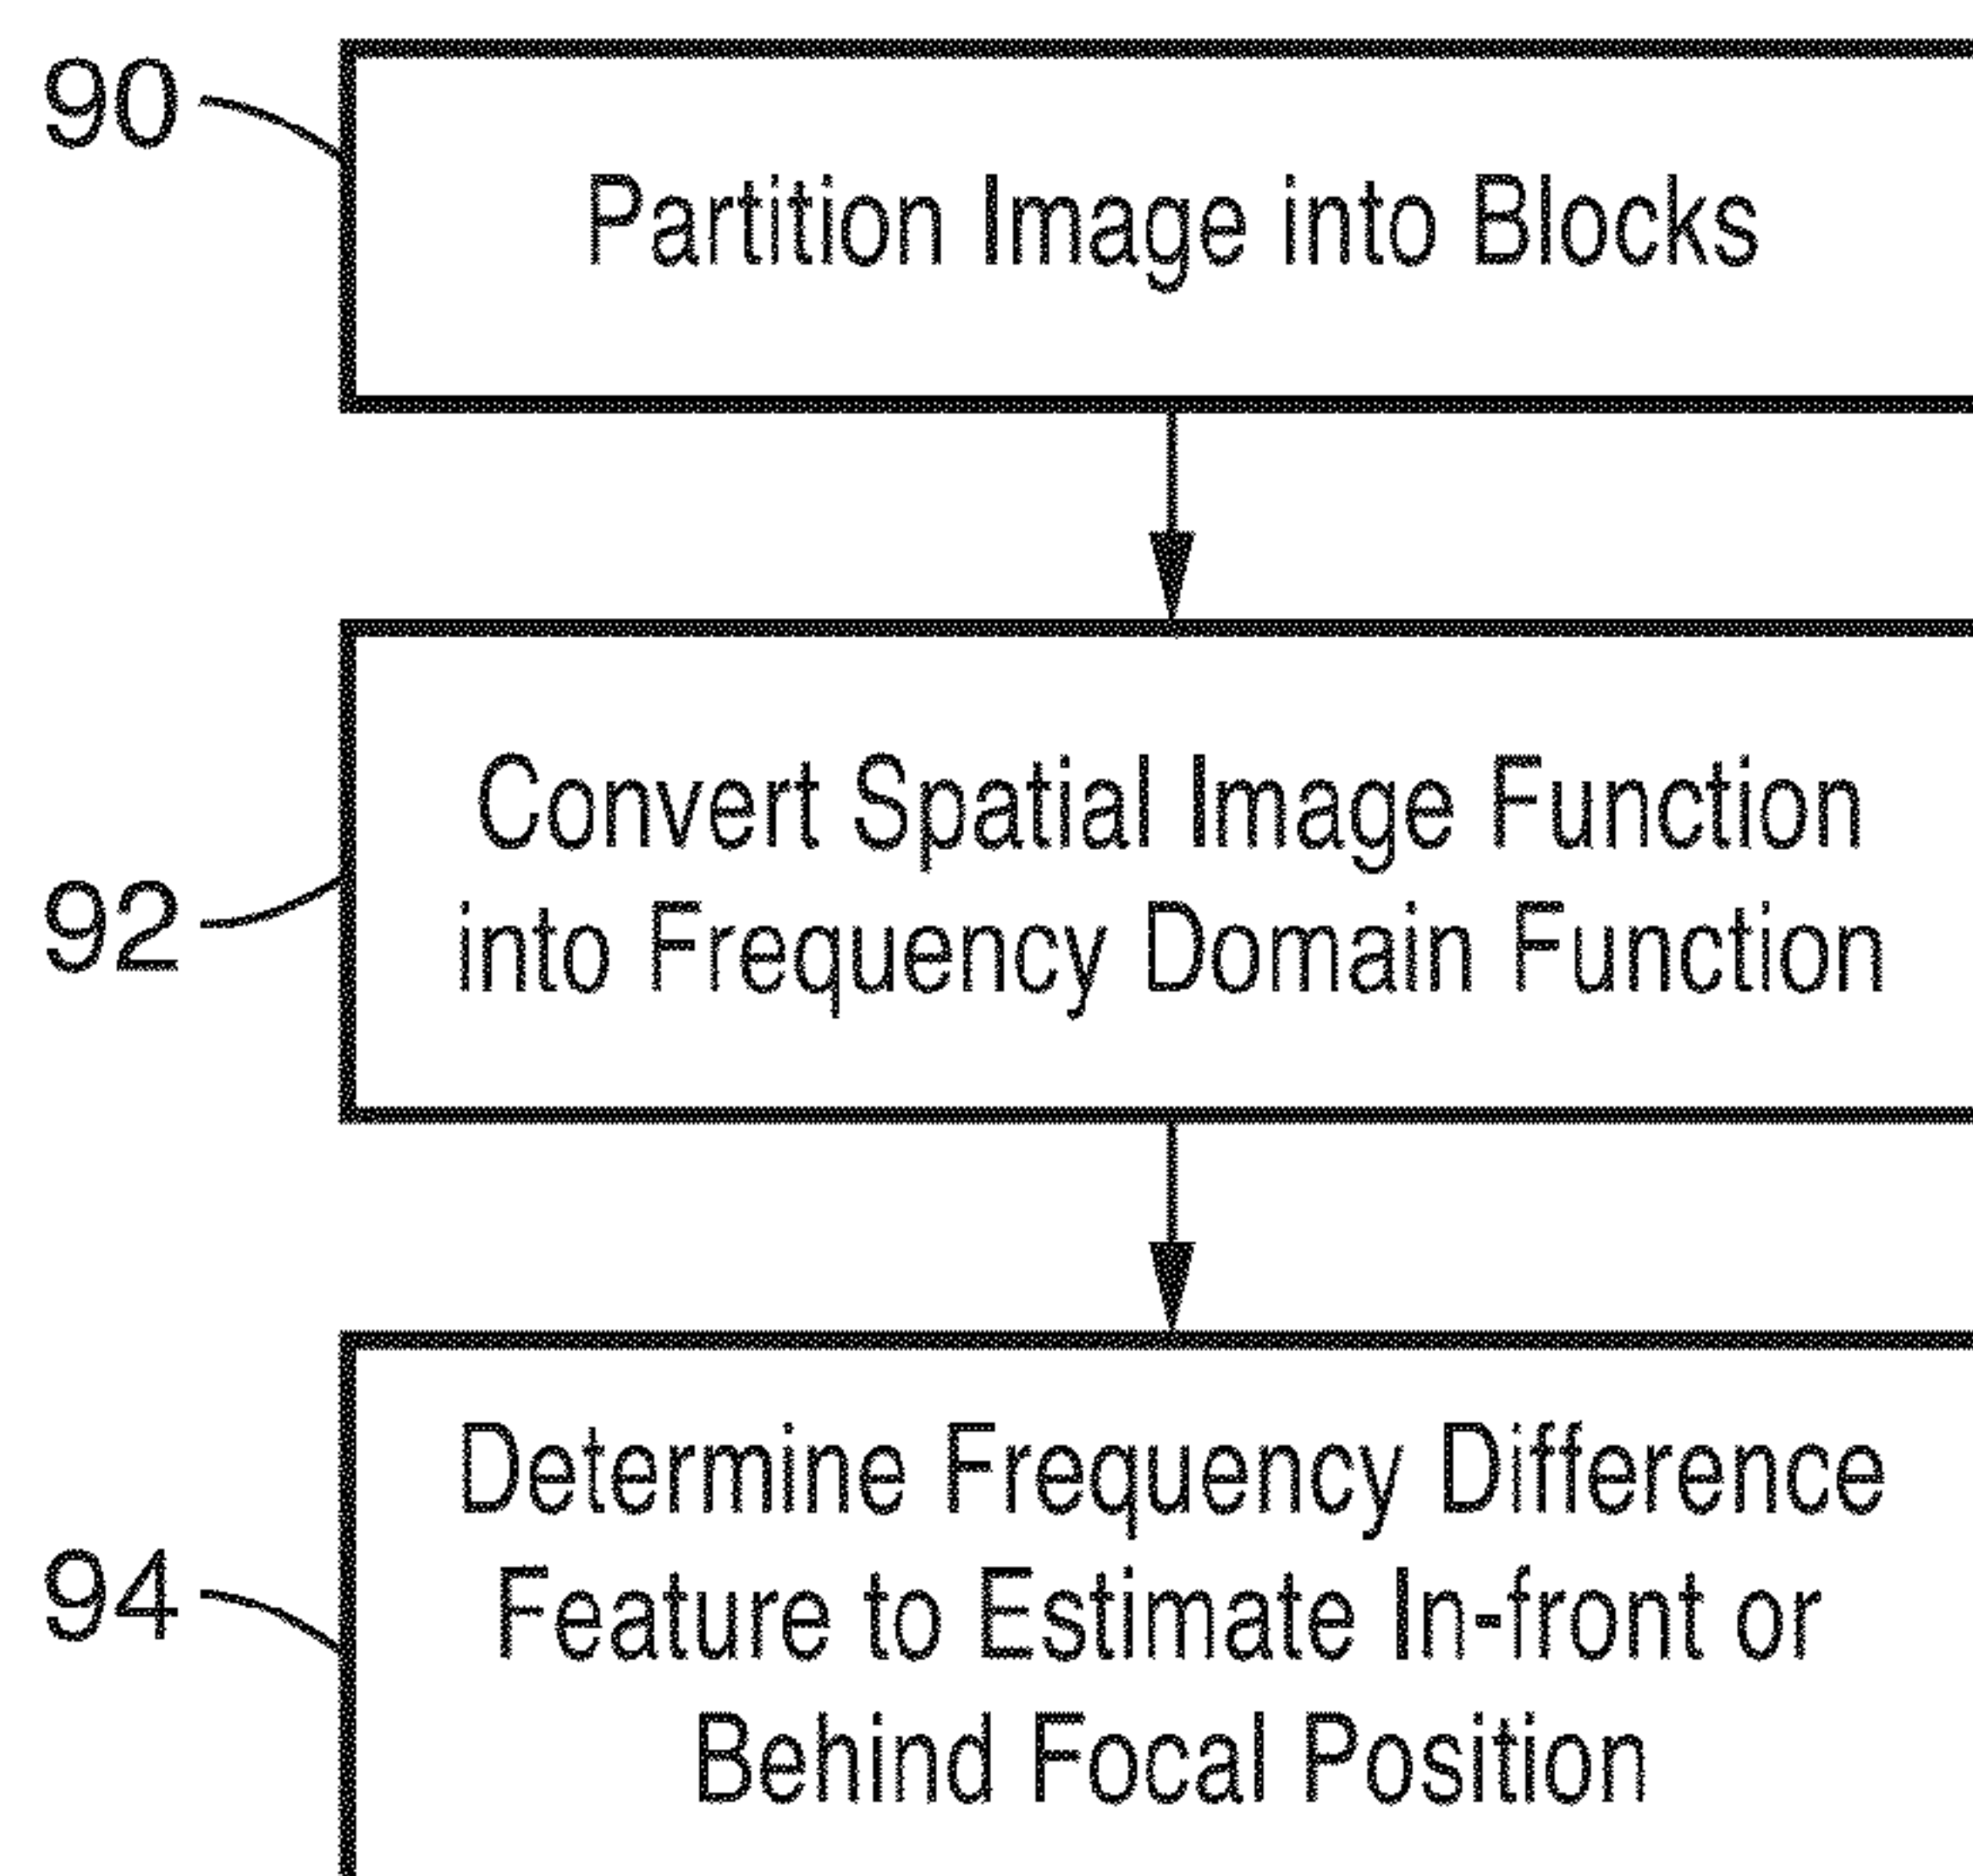 90
Partition Image into Blocks
92
Convert Spatial Image Function
into Frequency Domain Function
94
Determine Frequency Difference
Feature to Estimate In-front or
Behind Focal Position